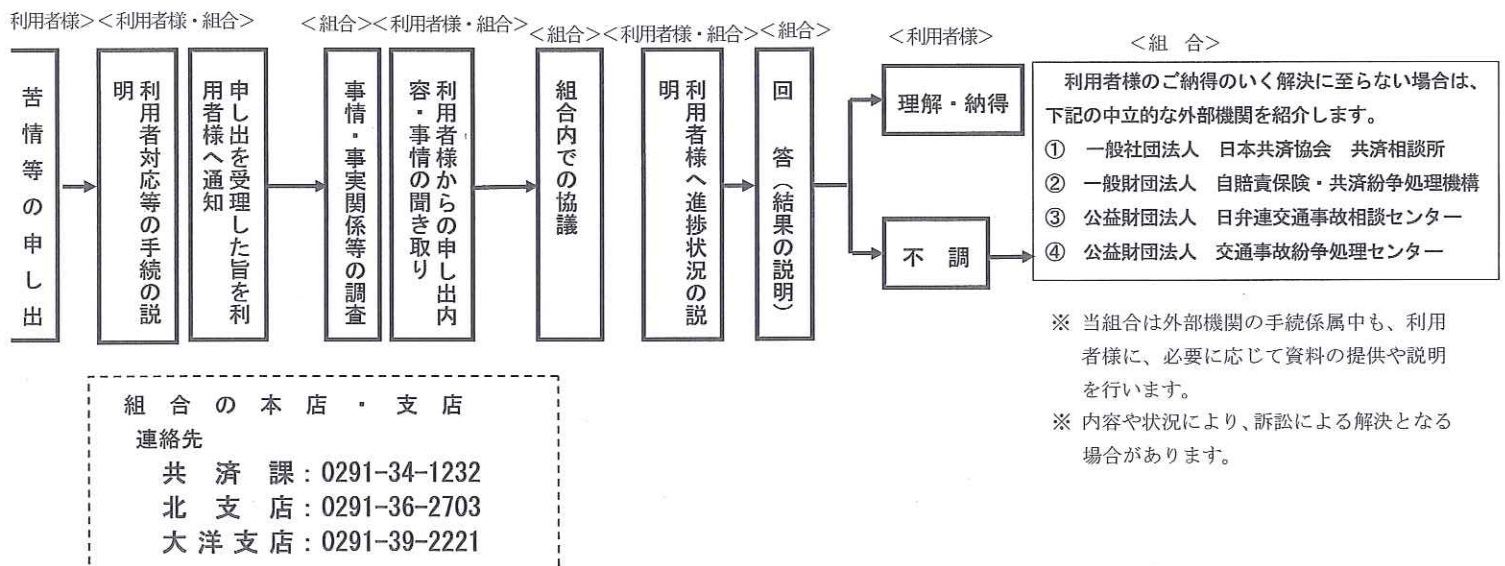 利用者様＞＜利用者様・組合＞
＜組合＞＜利用者様・組合＞
＜組合＞
＜利用者様・組合＞
＜組合＞
＜利用者様＞
＜組 合＞
苦情等の申し出
利用者対応等の手続の説
明
申し出を受理した旨を利
用者様へ通知
事情・事実関係等の調査
利用者様からの申し出内
容・事情の聞き取り
組合内での協議
利用者様へ進捗状況の説
明
回 答（結果の説明）
理解・納得
不 調
利用者様のご納得のいく解決に至らない場合は、
下記の中立的な外部機関を紹介します。
① 一般社団法人 日本共済協会 共済相談所
② 一般財団法人 自賠責保険・共済紛争処理機構
③ 公益財団法人 日弁連交通事故相談センター
④ 公益財団法人 交通事故紛争処理センター
※ 当組合は外部機関の手続係属中も、利用
者様に、必要に応じて資料の提供や説明
を行います。
※ 内容や状況により、訴訟による解決となる
場合があります。
組合の本店・支店
連絡先
共済課：0291-34-1232
北支店：0291-36-2703
大洋支店：0291-39-2221